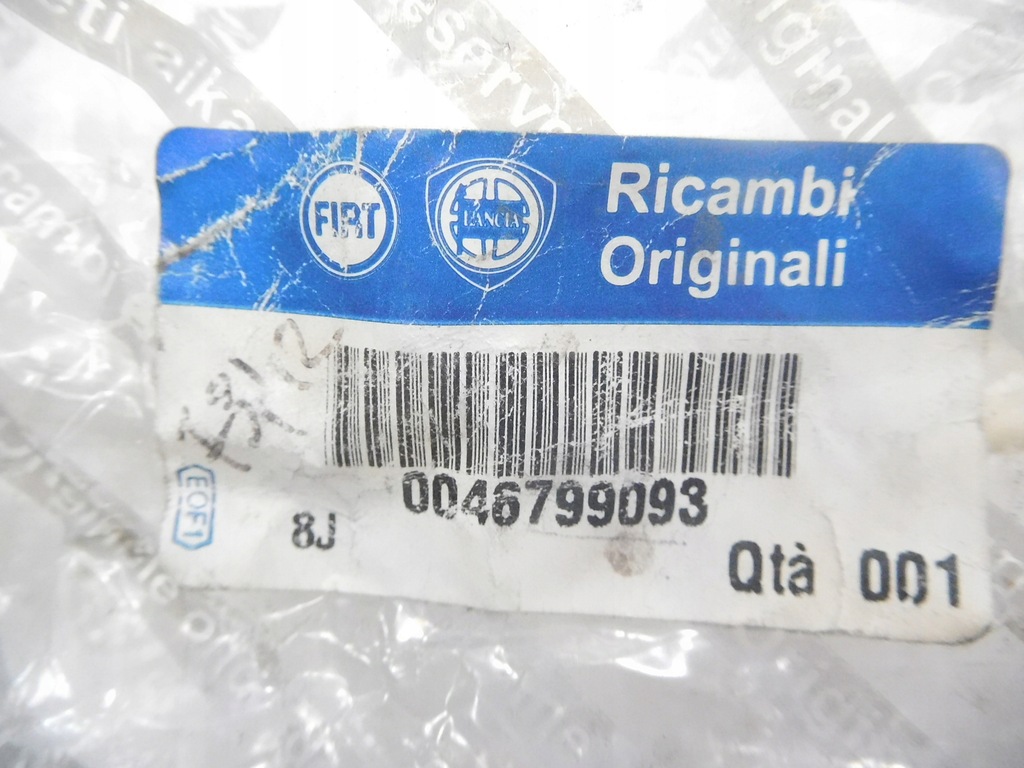 FIAT
LANCIA
Ricambi
Originali
EOF1
8J
0046799093
Qtà 001